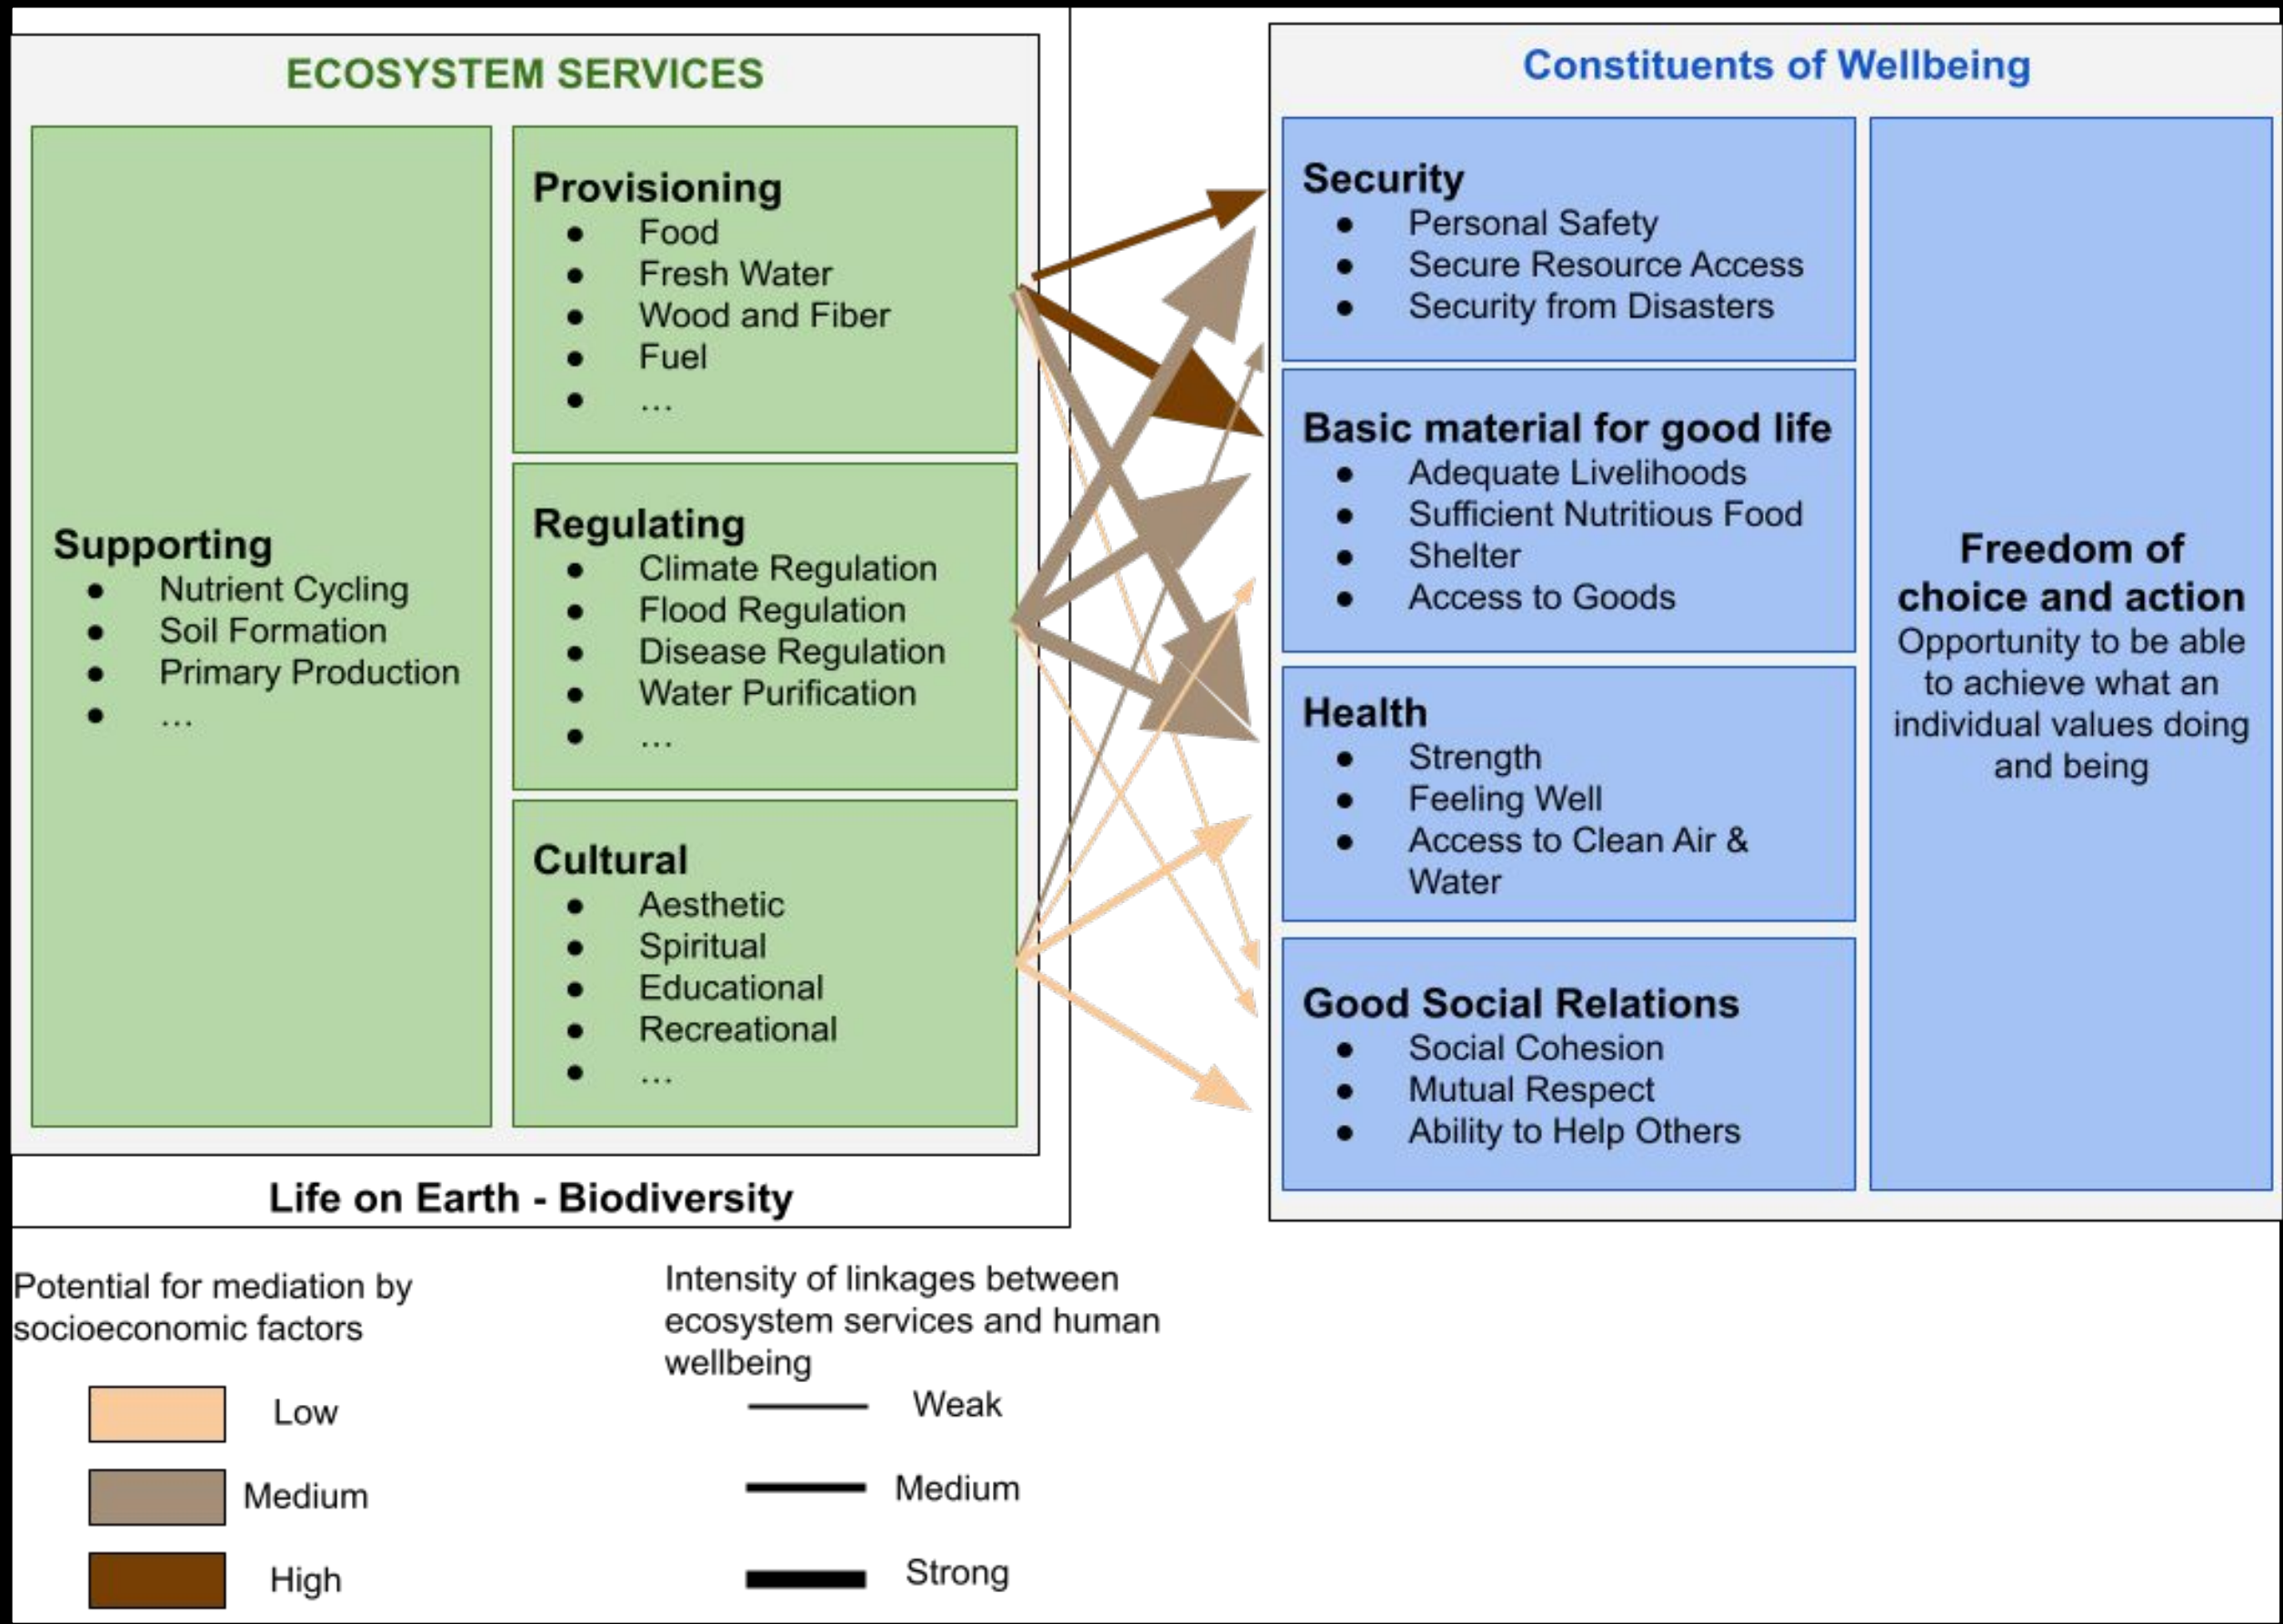 ECOSYSTEM SERVICES
Supporting
● Nutrient Cycling
● Soil Formation
● Primary Production
● …
Provisioning
● Food
● Fresh Water
● Wood and Fiber
● Fuel
● …
Regulating
● Climate Regulation
● Flood Regulation
● Disease Regulation
● Water Purification
● …
Cultural
● Aesthetic
● Spiritual
● Educational
● Recreational
● …
Life on Earth - Biodiversity
Constituents of Wellbeing
Security
● Personal Safety
● Secure Resource Access
● Security from Disasters
Basic material for good life
● Adequate Livelihoods
● Sufficient Nutritious Food
● Shelter
● Access to Goods
Health
● Strength
● Feeling Well
● Access to Clean Air &
Water
Good Social Relations
● Social Cohesion
● Mutual Respect
● Ability to Help Others
Freedom of
choice and action
Opportunity to be able
to achieve what an
individual values doing
and being
Potential for mediation by
socioeconomic factors
Low
Medium
High
Intensity of linkages between
ecosystem services and human
wellbeing
Weak
Medium
Strong